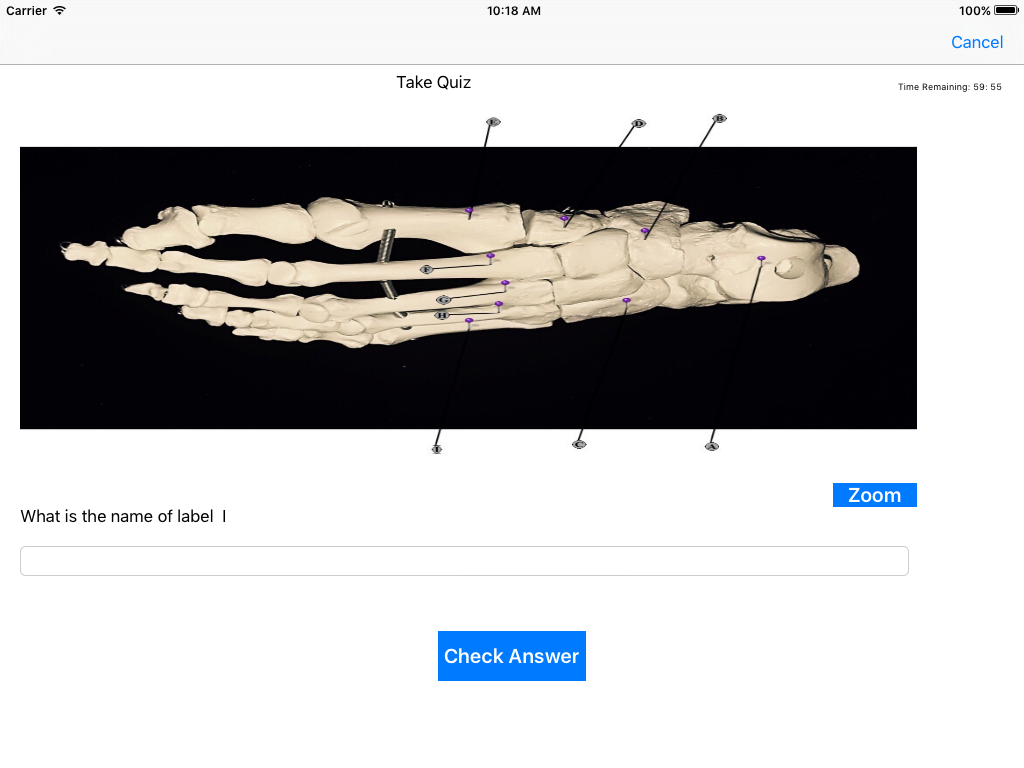 Carrier 10:18 AM 100%
Cancel
Take Quiz
Time Remaining: 59: 55
E D B
F
G
H
I C A
Zoom
What is the name of label I
Check Answer